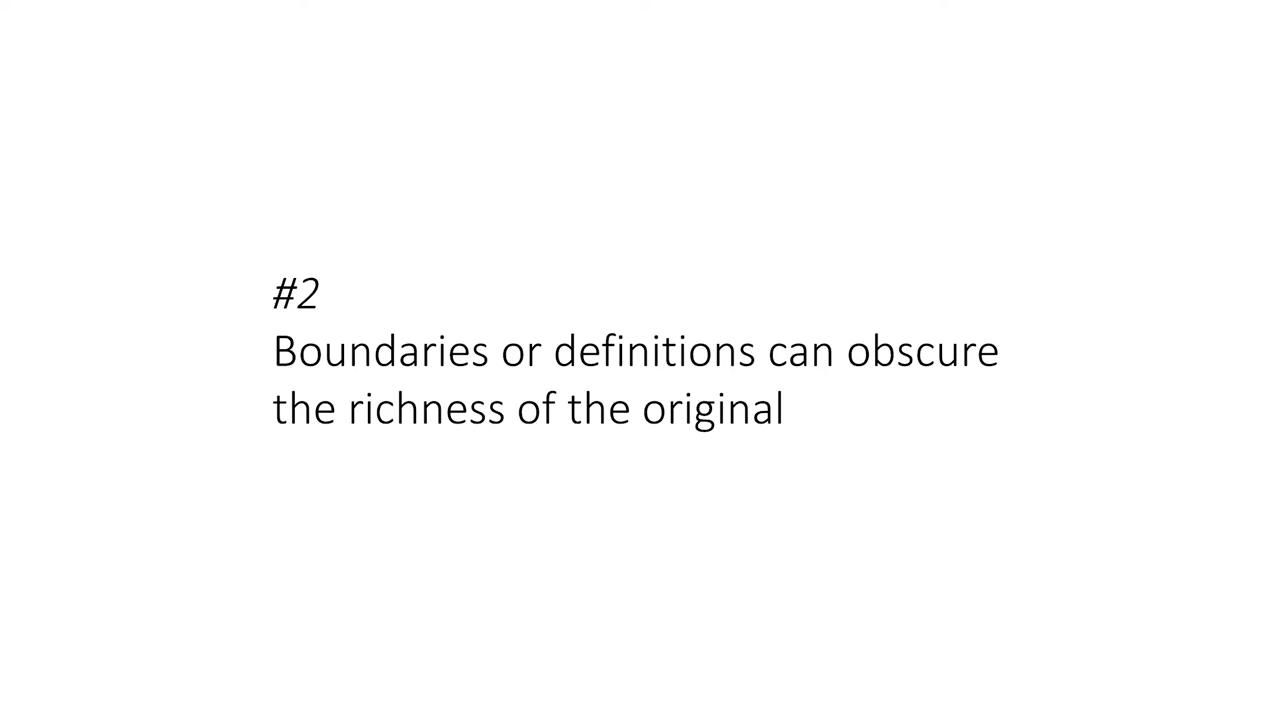 #2
Boundaries or definitions can obscure
the richness of the original